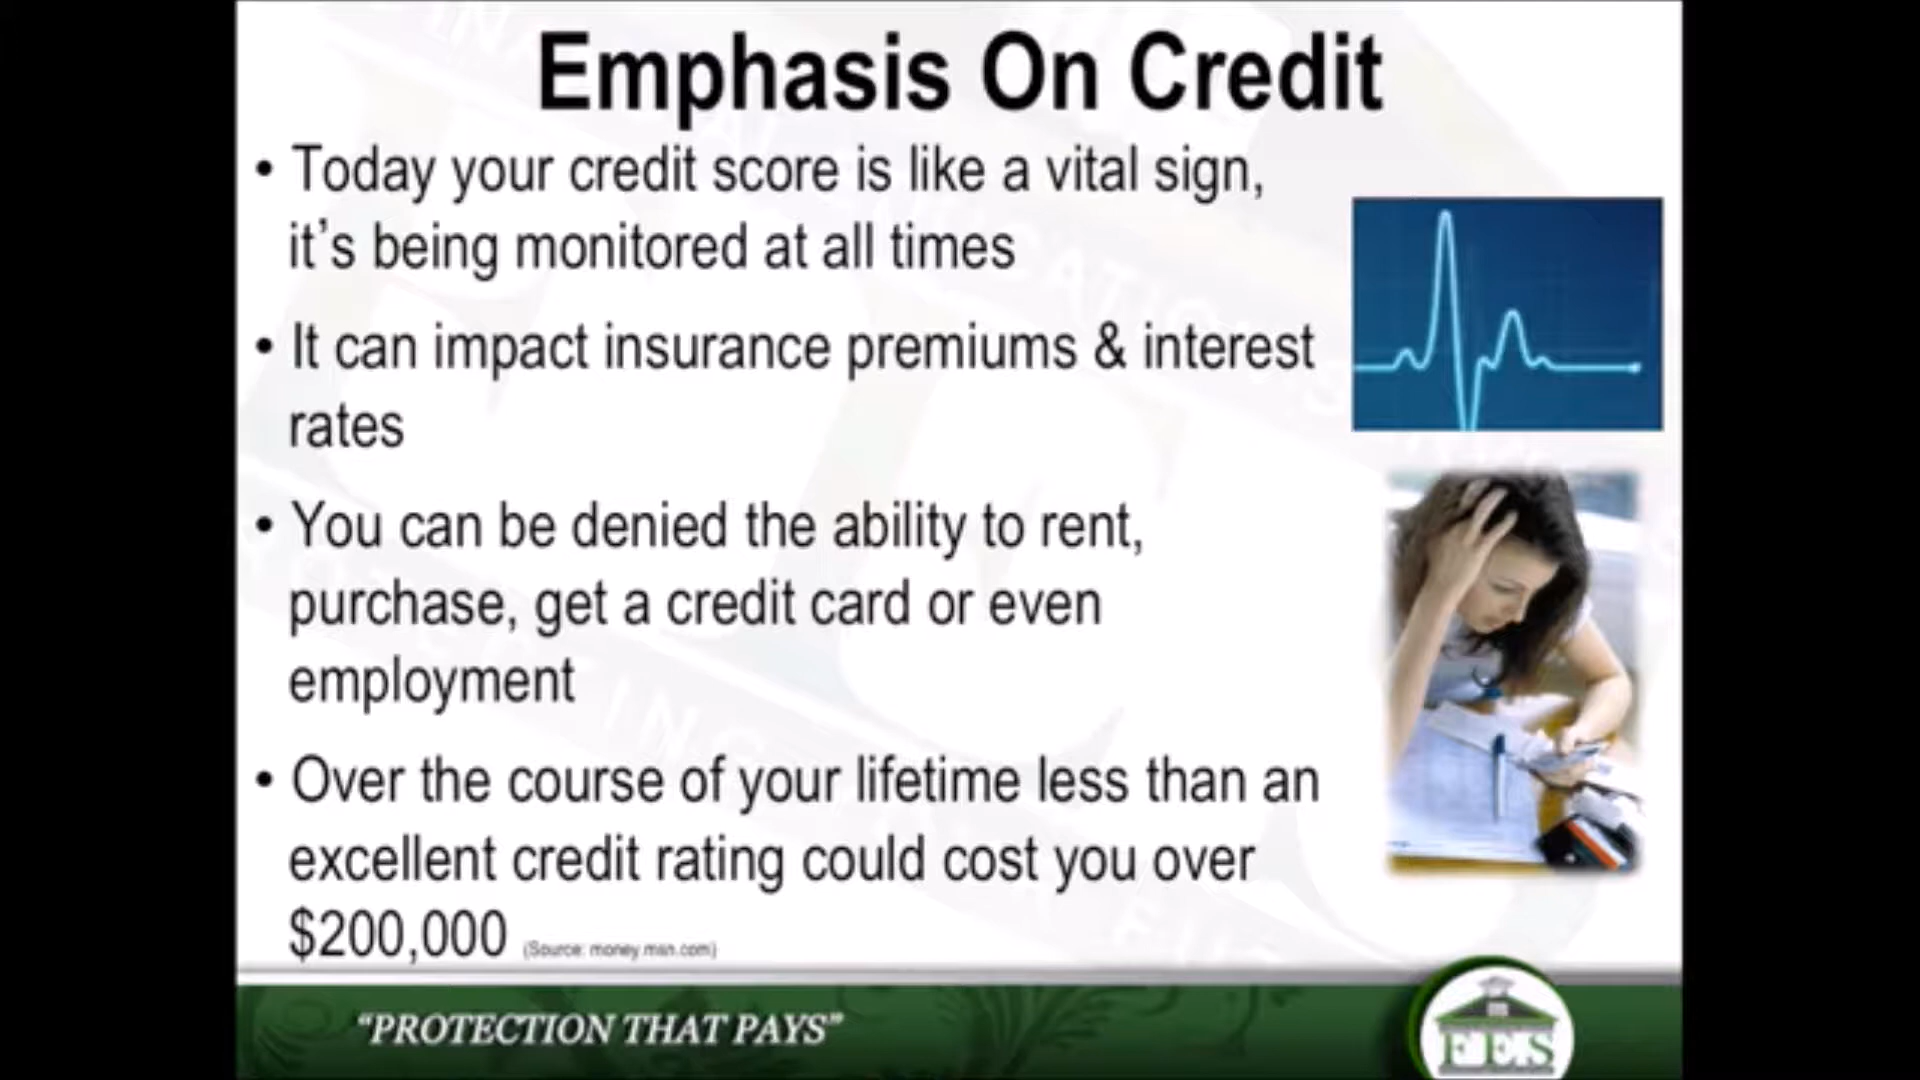 Emphasis On Credit
• Today your credit score is like a vital sign,
it's being monitored at all times
• It can impact insurance premiums & interest
rates
• You can be denied the ability to rent,
purchase, get a credit card or even
employment
• Over the course of your lifetime less than an
excellent credit rating could cost you over
$200,000 (Source: money.msn.com)
“PROTECTION THAT PAYS”
FES